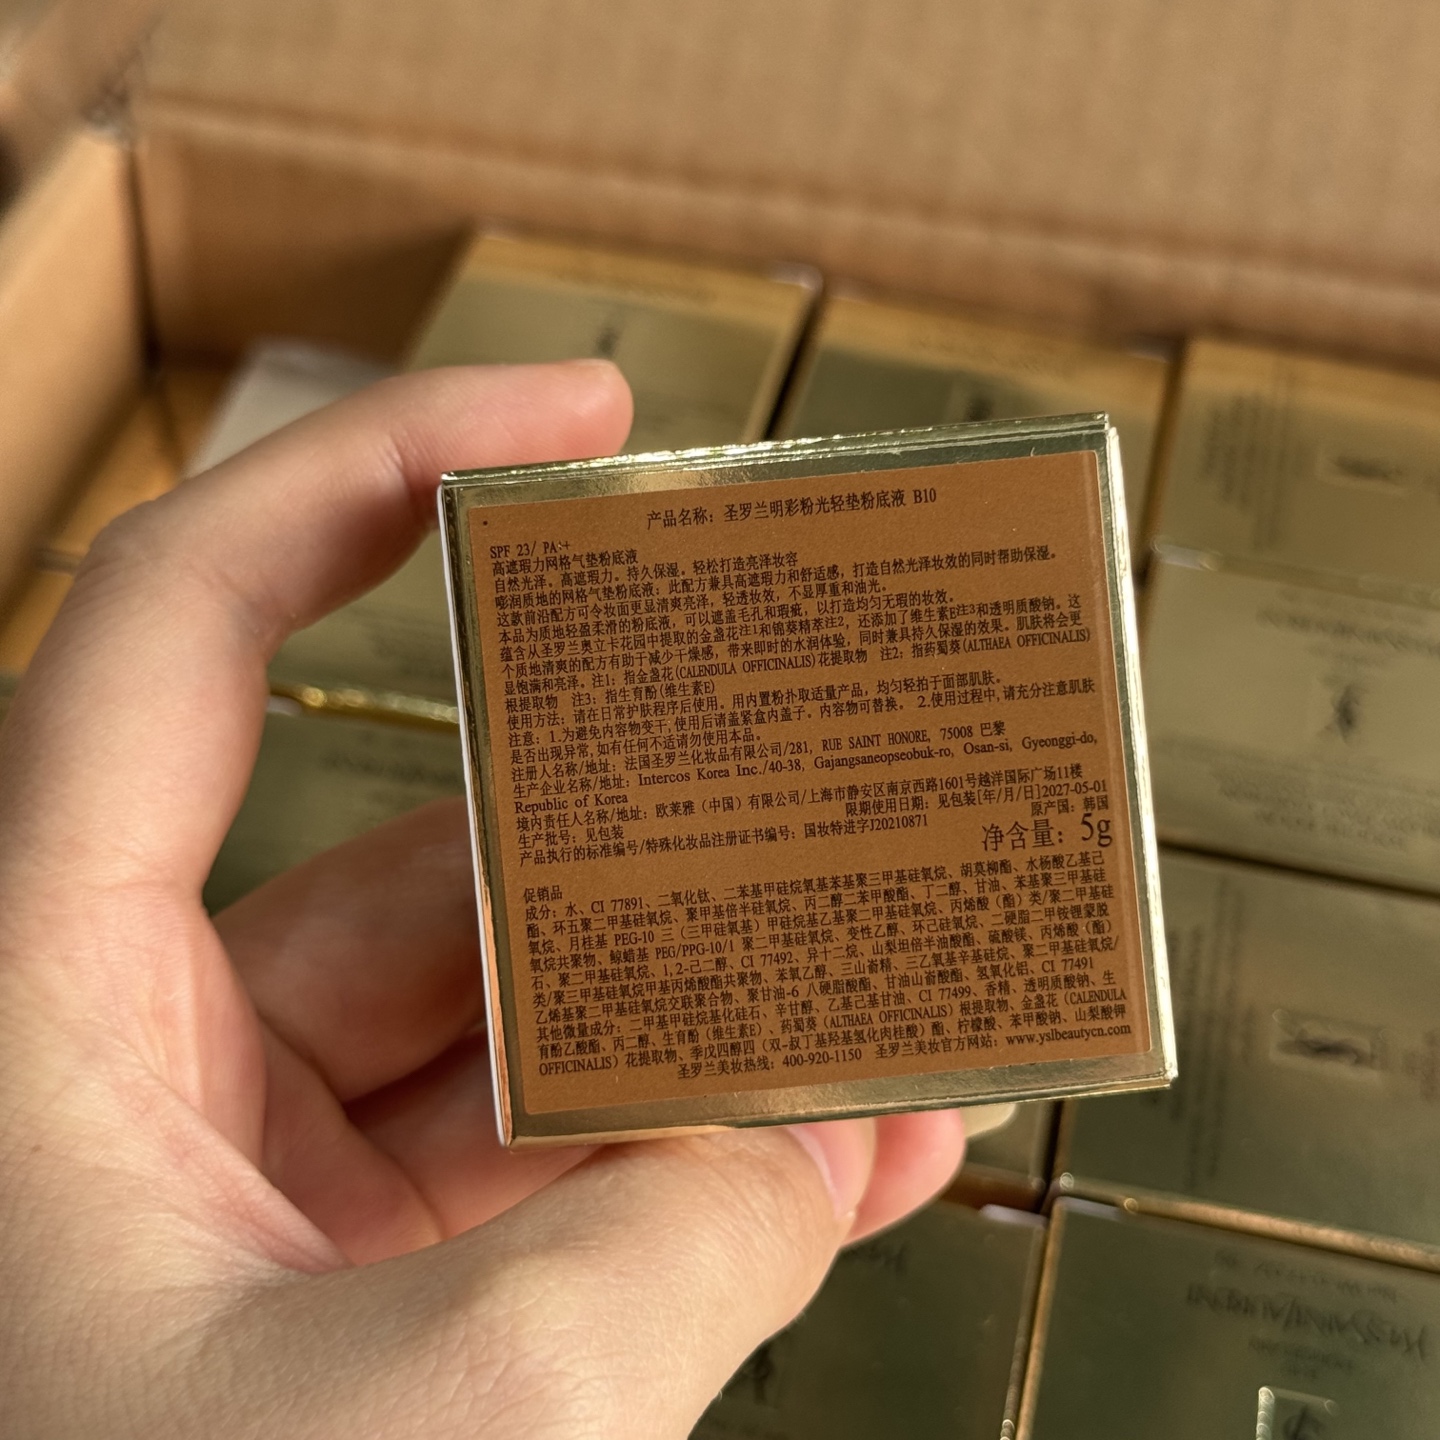 产品名称：圣罗兰明彩粉光轻垫粉底液 B10
SPF 23/ PA++
高遮瑕力网格气垫粉底液
自然光泽。高遮瑕力。持久保湿。轻松打造亮泽妆容
嘭润质地的网格气垫粉底液；此配方兼具高遮瑕力和舒适感，打造自然光泽妆效的同时帮助保湿。
这款前沿配方可令妆面更显清爽亮泽，轻透妆效，不显厚重和油光。
本品为质地轻盈柔滑的粉底液，可以遮盖毛孔和瑕疵，以打造均匀无瑕的妆效。
蕴含从圣罗兰奥立卡花园中提取的金盏花注1和锦葵精萃注2，还添加了维生素E注3和透明质酸钠。这
个质地清爽的配方有助于减少干燥感，带来即时的水润体验，同时兼具持久保湿的效果。肌肤将会更
显饱满和亮泽。注1：指金盏花(CALENDULA OFFICINALIS)花提取物 注2：指药蜀葵(ALTHAEA OFFICINALIS)
根提取物 注3：指生育酚(维生素E)
使用方法：请在日常护肤程序后使用。用内置粉扑取适量产品，均匀轻拍于面部肌肤。
注意：1.为避免内容物变干,使用后请盖紧盒内盖子。内容物可替换。 2.使用过程中,请充分注意肌肤
是否出现异常,如有任何不适请勿使用本品。
注册人名称/地址：法国圣罗兰化妆品有限公司/281, RUE SAINT HONORE, 75008 巴黎
生产企业名称/地址：Intercos Korea Inc./40-38, Gajangsaneopseobuk-ro, Osan-si, Gyeonggi-do,
Republic of Korea
境内责任人名称/地址：欧莱雅（中国）有限公司/上海市静安区南京西路1601号越洋国际广场11楼
生产批号：见包装 限期使用日期：见包装[年/月/日]2027-05-01
产品执行的标准编号/特殊化妆品注册证书编号：国妆特进字J20210871 原产国：韩国
净含量：5g
促销品
成分：水、CI 77891、二氧化钛、二苯基甲硅烷氧基苯基聚三甲基硅氧烷、胡莫柳酯、水杨酸乙基己
酯、环五聚二甲基硅氧烷、聚甲基倍半硅氧烷、丙二醇二苯甲酸酯、丁二醇、甘油、苯基聚三甲基硅
氧烷、月桂基 PEG-10 三（三甲硅氧基）甲硅烷基乙基聚二甲基硅氧烷、丙烯酸（酯）类/聚二甲基硅
氧烷共聚物、鲸蜡基 PEG/PPG-10/1 聚二甲基硅氧烷、变性乙醇、环己硅氧烷、二硬脂二甲铵锂蒙脱
石、聚二甲基硅氧烷、1,2-己二醇、CI 77492、异十二烷、山梨坦倍半油酸酯、硫酸镁、丙烯酸（酯）
类/聚三甲基硅氧烷甲基丙烯酸酯共聚物、苯氧乙醇、三山嵛精、三乙氧基辛基硅烷、聚二甲基硅氧烷/
乙烯基聚二甲基硅氧烷交联聚合物、聚甘油-6 八硬脂酸酯、甘油山嵛酸酯、氢氧化铝、CI 77491
其他微量成分：二甲基甲硅烷基化硅石、辛甘醇、乙基己基甘油、CI 77499、香精、透明质酸钠、生
育酚乙酸酯、丙二醇、生育酚（维生素E）、药蜀葵（ALTHAEA OFFICINALIS）根提取物、金盏花（CALENDULA
OFFICINALIS）花提取物、季戊四醇四（双-叔丁基羟基氢化肉桂酸）酯、柠檬酸、苯甲酸钠、山梨酸钾
圣罗兰美妆热线：400-920-1150 圣罗兰美妆官方网站：www.yslbeautycn.com